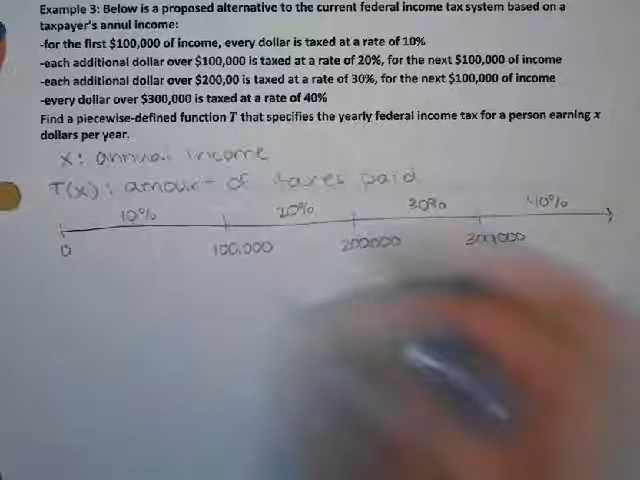 Example 3: Below is a proposed alternative to the current federal income tax system based on a
taxpayer's annul income:
-for the first $100,000 of income, every dollar is taxed at a rate of 10%
-each additional dollar over $100,000 is taxed at a rate of 20%, for the next $100,000 of income
-each additional dollar over $200,00 is taxed at a rate of 30%, for the next $100,000 of income
-every dollar over $300,000 is taxed at a rate of 40%
Find a piecewise-defined function T that specifies the yearly federal income tax for a person earning x
dollars per year.
x: annual income
T(x): amount of taxes paid
10% 20% 30% 40%
0 100,000 200000 300000